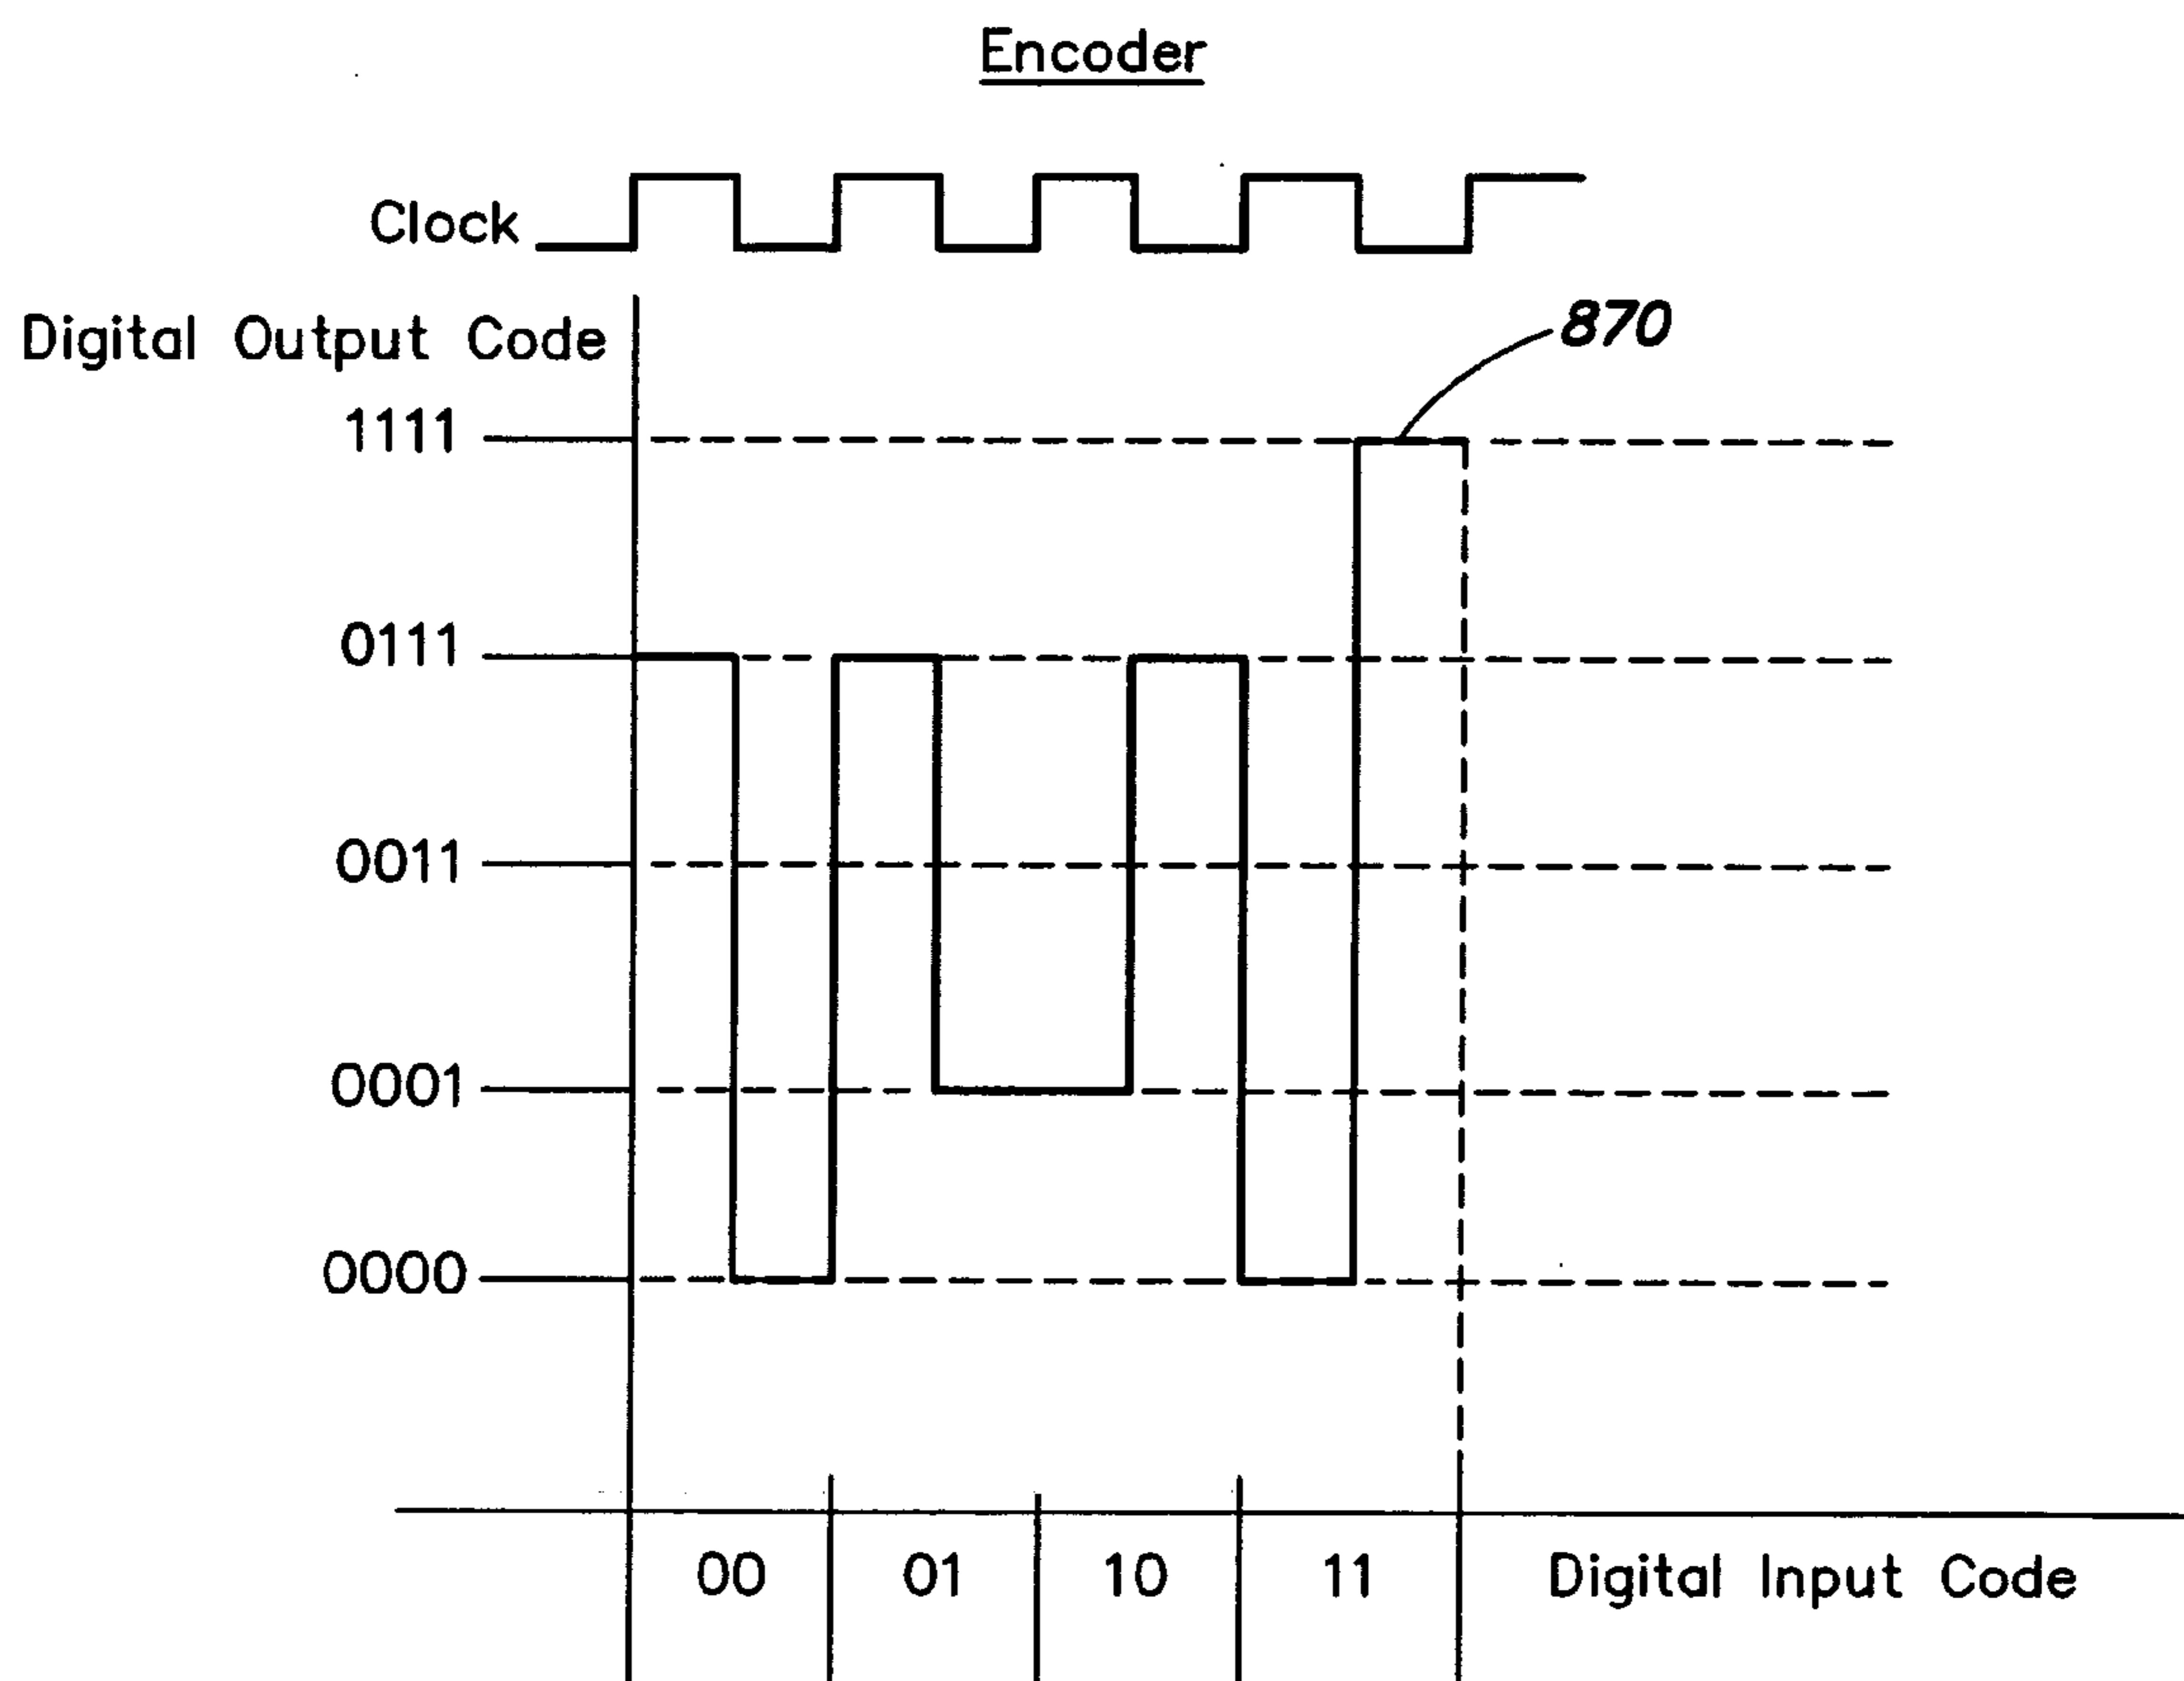 Encoder
Clock
Digital Output Code
870
1111
0111
0011
0001
0000
00 01 10 11 Digital Input Code